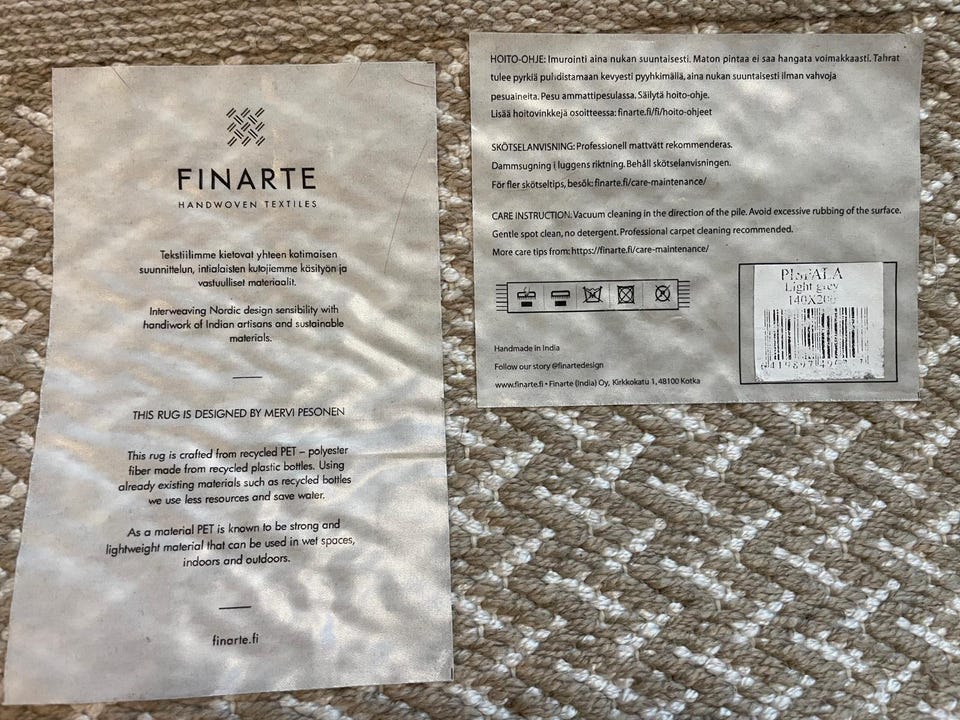 FINARTE
HANDWOVEN TEXTILES
Tekstiilimme kietovat yhteen kotimaisen
suunnittelun, intialaisten kutojiemme käsityön ja
vastuulliset materiaalit.
Interweaving Nordic design sensibility with
handiwork of Indian artisans and sustainable
materials.
THIS RUG IS DESIGNED BY MERVI PESONEN
This rug is crafted from recycled PET – polyester
fiber made from recycled plastic bottles. Using
already existing materials such as recycled bottles
we use less resources and save water.
As a material PET is known to be strong and
lightweight material that can be used in wet spaces,
indoors and outdoors.
finarte.fi
HOITO-OHJE: Imurointi aina nukan suuntaisesti. Maton pintaa ei saa hangata voimakkaasti. Tahrat
tulee pyrkiä puhdistamaan kevyesti pyyhkimällä, aina nukan suuntaisesti ilman vahvoja
pesuaineita. Pesu ammattipesulassa. Säilytä hoito-ohje.
Lisää hoitovinkkejä osoitteessa: finarte.fi/fi/hoito-ohjeet
SKÖTSELANVISNING: Professionell mattvätt rekommenderas.
Dammsugning i luggens riktning. Behåll skötselanvisningen.
För fler skötseltips, besök: finarte.fi/care-maintenance/
CARE INSTRUCTION. Vacuum cleaning in the direction of the pile. Avoid excessive rubbing of the surface.
Gentle spot clean, no detergent. Professional carpet cleaning recommended.
More care tips from: https://finarte.fi/care-maintenance/
PISPALA
Light grey
140X200
Handmade in India
Follow our story @finartedesign
www.finarte.fi • Finarte (India) Oy, Kirkkokatu 1, 48100 Kotka